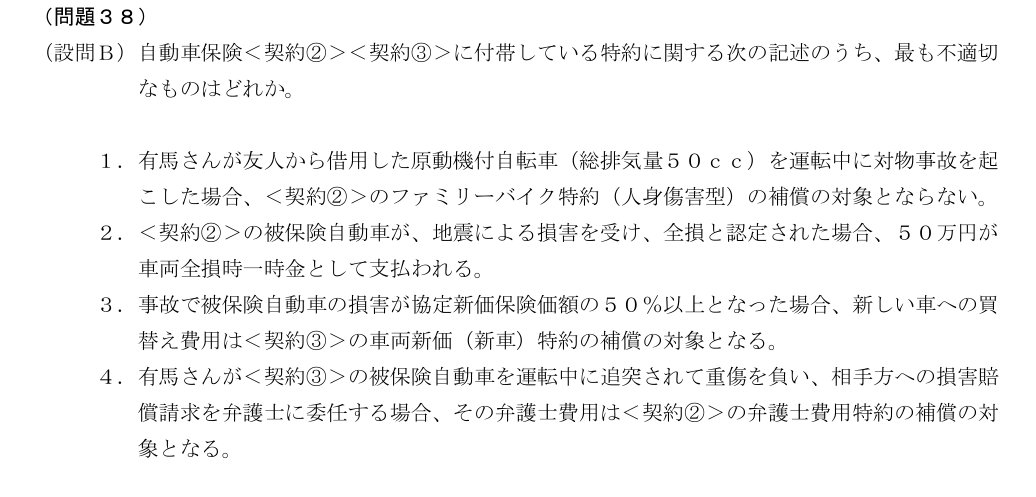 （問題３８）
（設問Ｂ）自動車保険＜契約②＞＜契約③＞に付帯している特約に関する次の記述のうち、最も不適切
なものはどれか。
１．有馬さんが友人から借用した原動機付自転車（総排気量５０ｃｃ）を運転中に対物事故を起
こした場合、＜契約②＞のファミリーバイク特約（人身傷害型）の補償の対象とならない。
２．＜契約②＞の被保険自動車が、地震による損害を受け、全損と認定された場合、５０万円が
車両全損時一時金として支払われる。
３．事故で被保険自動車の損害が協定新価保険価額の５０％以上となった場合、新しい車への買
替え費用は＜契約③＞の車両新価（新車）特約の補償の対象となる。
４．有馬さんが＜契約③＞の被保険自動車を運転中に追突されて重傷を負い、相手方への損害賠
償請求を弁護士に委任する場合、その弁護士費用は＜契約②＞の弁護士費用特約の補償の対
象となる。